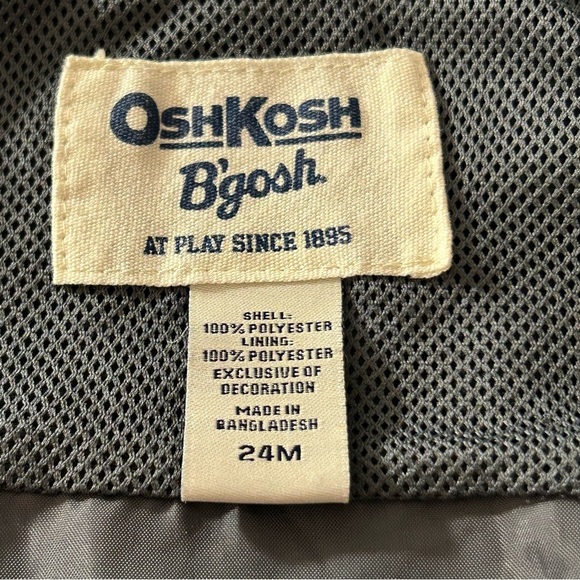 OSHKOSH
B'gosh.
AT PLAY SINCE 1895
SHELL:
100% POLYESTER
LINING:
100% POLYESTER
EXCLUSIVE OF
DECORATION
MADE IN
BANGLADESH
24M